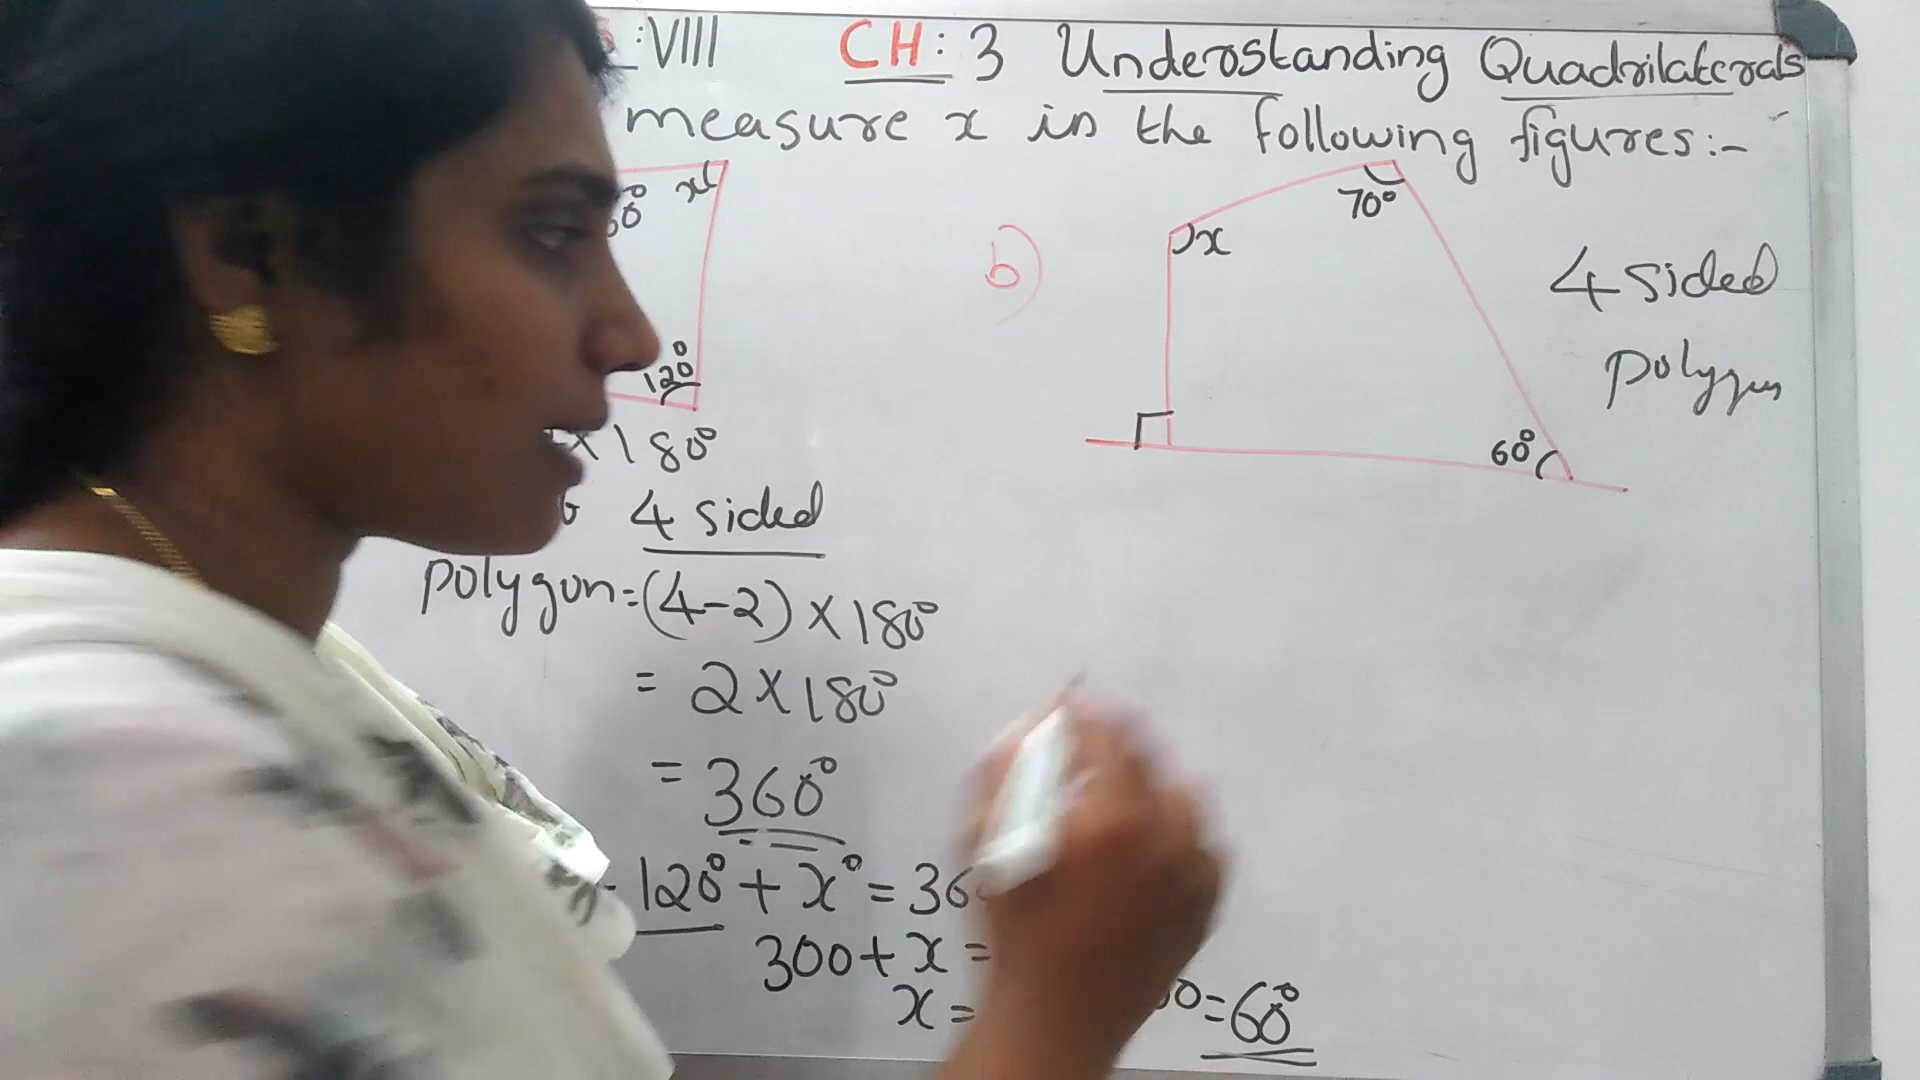 :VIII CH: 3 Understanding Quadrilaterals
measure x in the following figures:-
x
120°
b)
x
70°
60°
4 sided
polygon
×180°
4 sided
polygon=(4-2)×180°
= 2×180°
= 360°
120°+x°=36
300+x=
x=
0=60°